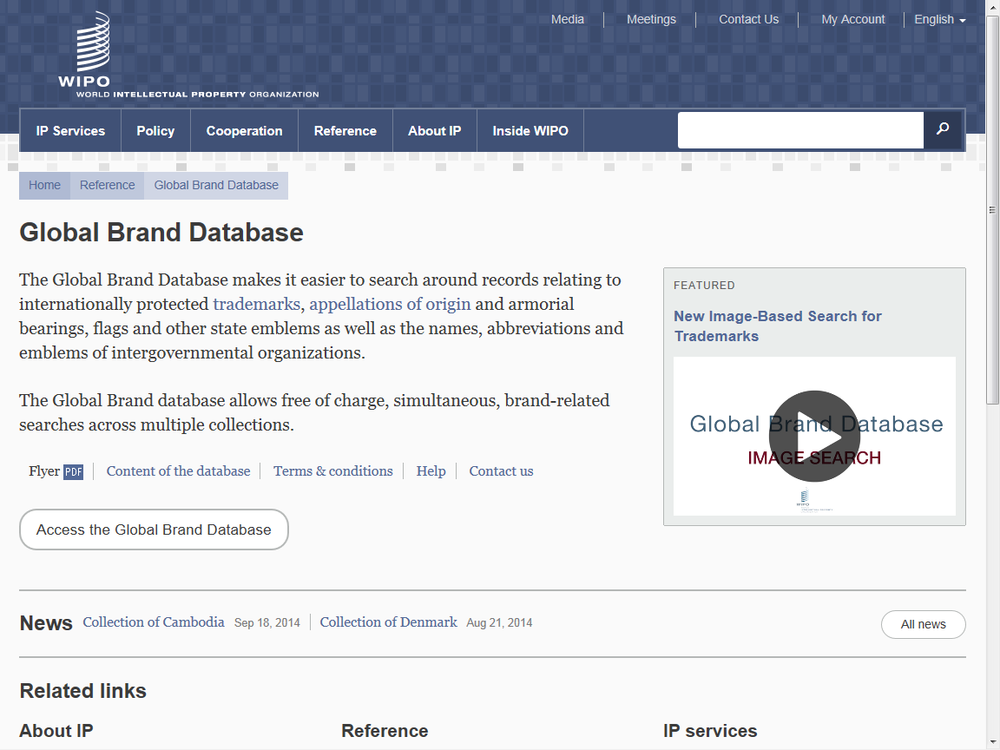 Media Meetings Contact Us My Account English
WIPO
WORLD INTELLECTUAL PROPERTY ORGANIZATION
IP Services Policy Cooperation Reference About IP Inside WIPO
Home Reference Global Brand Database
Global Brand Database
The Global Brand Database makes it easier to search around records relating to
internationally protected trademarks, appellations of origin and armorial
bearings, flags and other state emblems as well as the names, abbreviations and
emblems of intergovernmental organizations.
The Global Brand database allows free of charge, simultaneous, brand-related
searches across multiple collections.
Flyer PDF Content of the database Terms & conditions Help Contact us
Access the Global Brand Database
FEATURED
New Image-Based Search for
Trademarks
Global Brand Database
IMAGE SEARCH
WIPO
News Collection of Cambodia Sep 18, 2014 Collection of Denmark Aug 21, 2014 All news
Related links
About IP Reference IP services